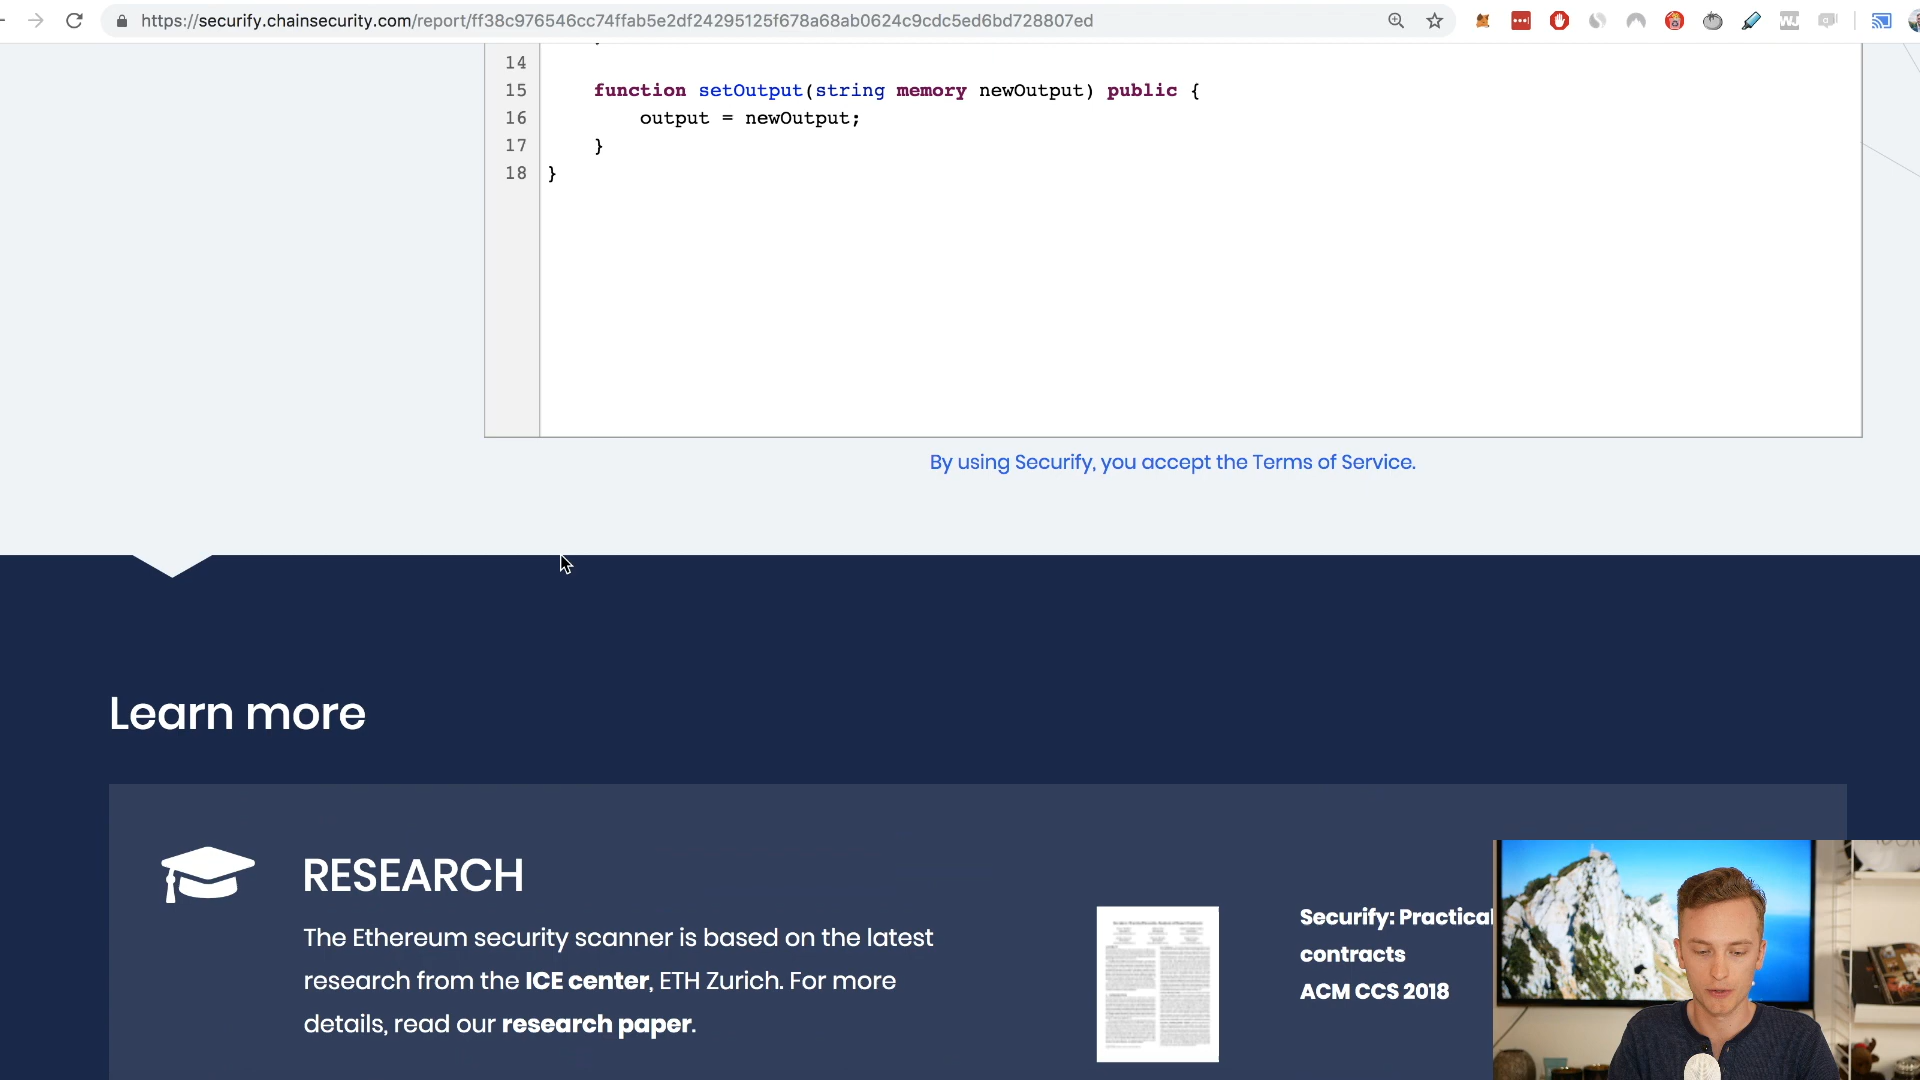 https://securify.chainsecurity.com/report/ff38c976546cc74ffab5e2df24295125f678a68ab0624c9cdc5ed6bd728807ed
14
15 function setOutput(string memory newOutput) public {
16 output = newOutput;
17 }
18 }
By using Securify, you accept the Terms of Service.
Learn more
RESEARCH
The Ethereum security scanner is based on the latest
research from the ICE center, ETH Zurich. For more
details, read our research paper.
Securify: Practical
contracts
ACM CCS 2018